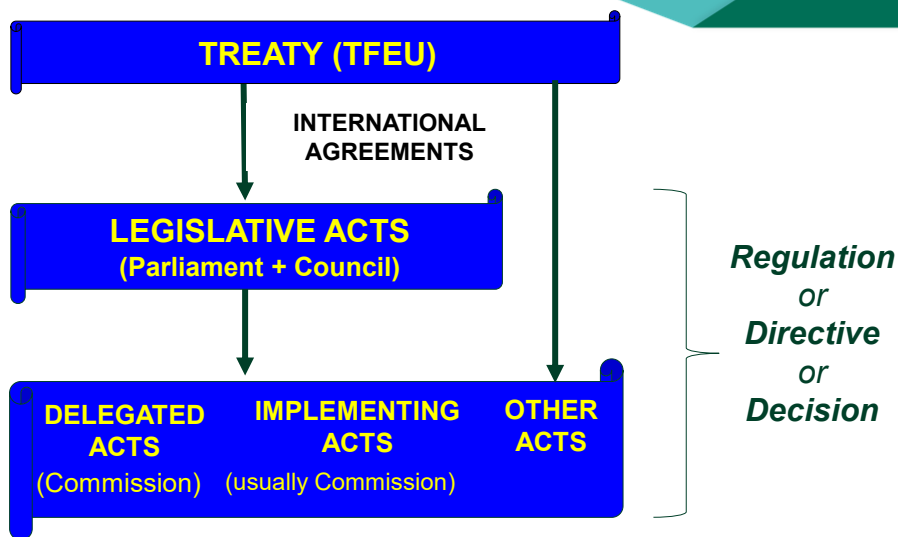 TREATY (TFEU)
INTERNATIONAL
AGREEMENTS
LEGISLATIVE ACTS
(Parliament + Council)
DELEGATED
ACTS
(Commission)
IMPLEMENTING
ACTS
(usually Commission)
OTHER
ACTS
Regulation
or
Directive
or
Decision